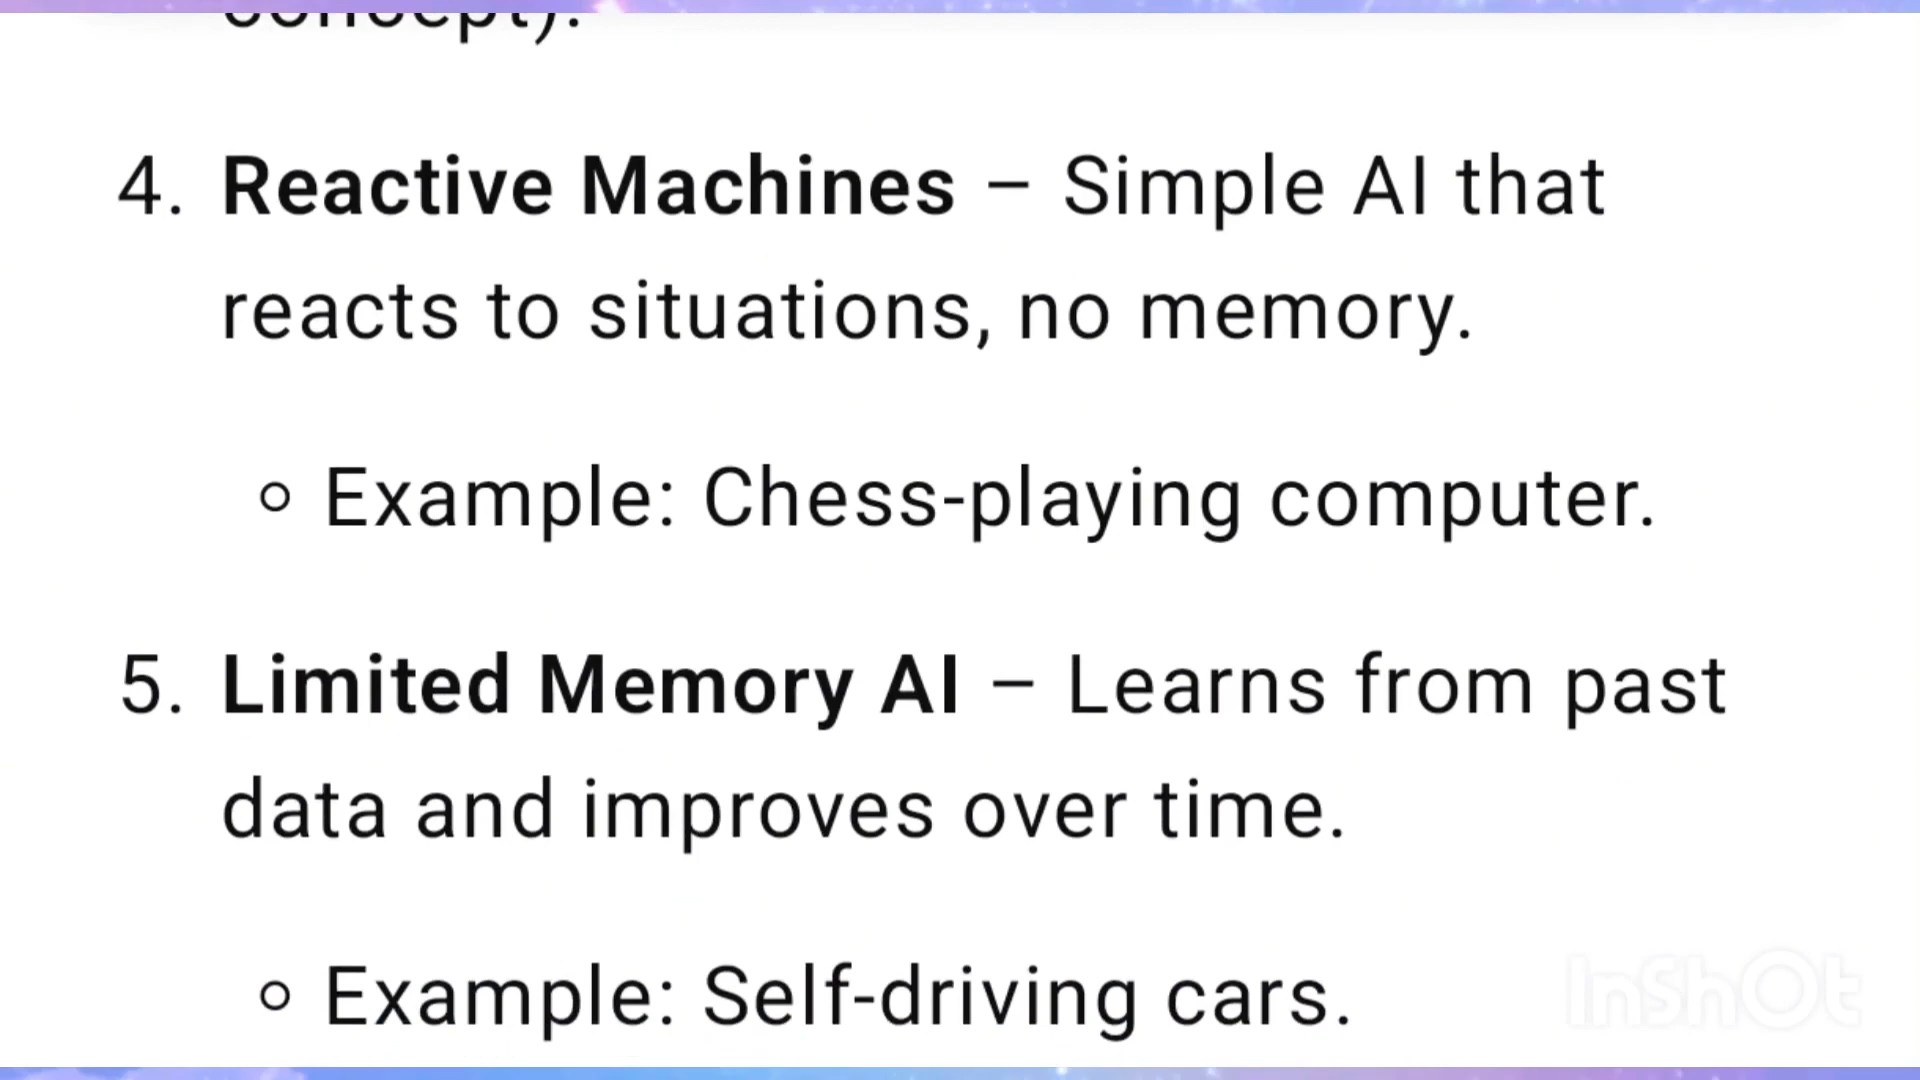 concept).
4. Reactive Machines – Simple AI that
reacts to situations, no memory.
○ Example: Chess-playing computer.
5. Limited Memory AI – Learns from past
data and improves over time.
○ Example: Self-driving cars.
InShOt